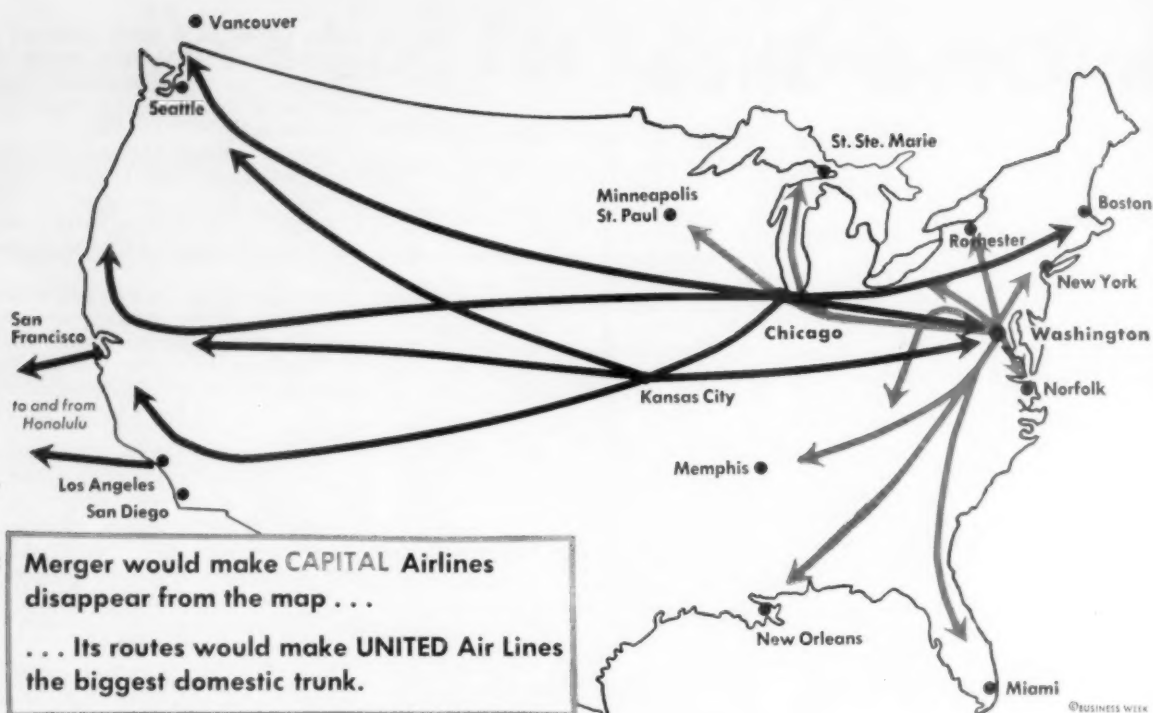 Vancouver
Seattle
St. Ste. Marie
Minneapolis
St. Paul
Boston
Rochester
New York
San
Francisco
Chicago
Washington
Kansas City
Norfolk
to and from
Honolulu
Memphis
Los Angeles
San Diego
Merger would make CAPITAL Airlines
disappear from the map . . .
. . . Its routes would make UNITED Air Lines
the biggest domestic trunk.
New Orleans
Miami
©BUSINESS WEEK